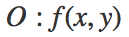 O : f(x, y)